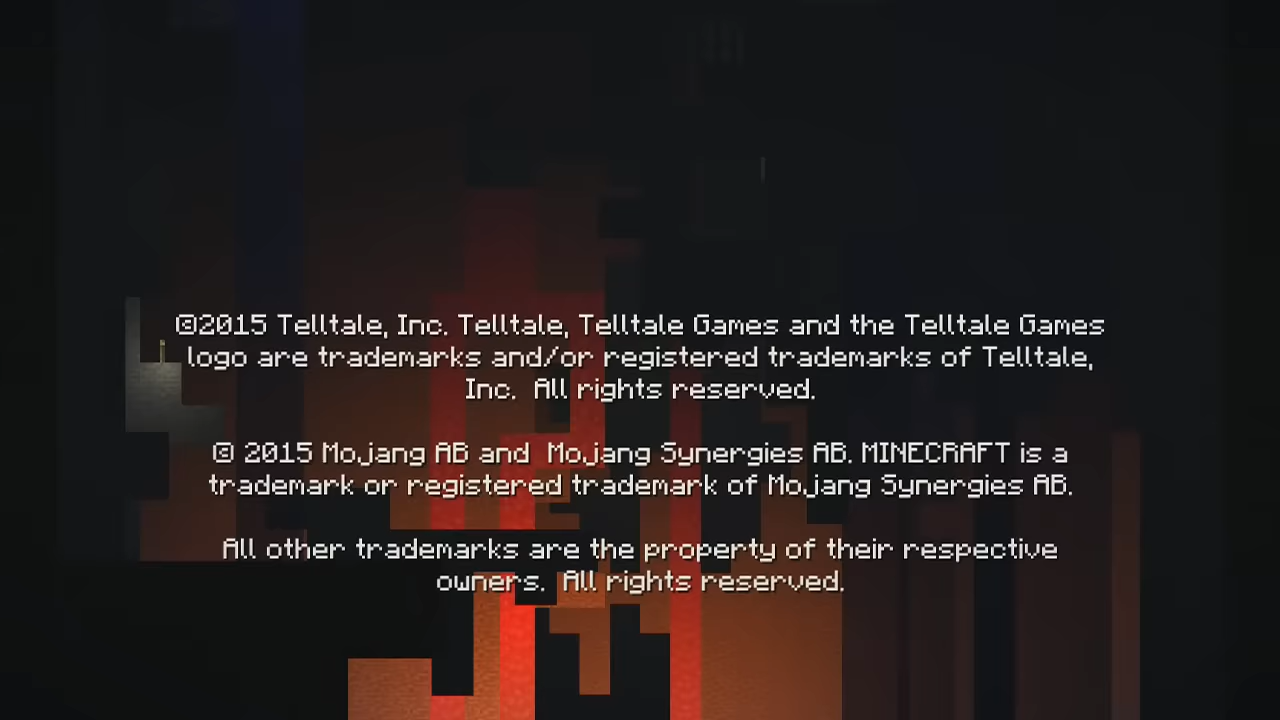 ©2015 Telltale, Inc. Telltale, Telltale Games and the Telltale Games
logo are trademarks and/or registered trademarks of Telltale,
Inc.  All rights reserved.
© 2015 Mojang AB and  Mojang Synergies AB. MINECRAFT is a
trademark or registered trademark of Mojang Synergies AB.
All other trademarks are the property of their respective
owners.  All rights reserved.